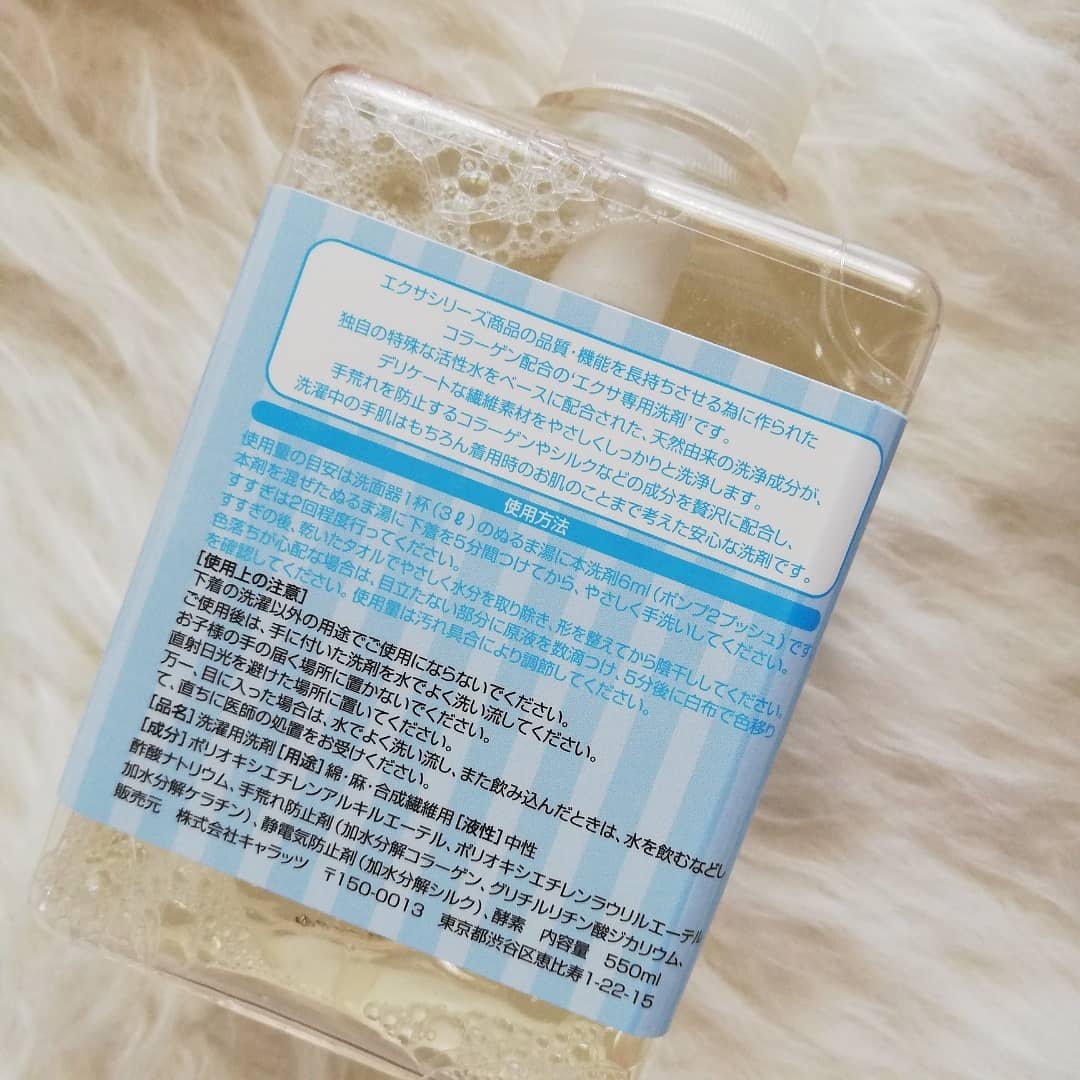 エクサシリーズ商品の品質・機能を長持ちさせる為に作られた
コラーゲン配合の"エクサ専用洗剤"です。
独自の特殊な活性水をベースに配合された、天然由来の洗浄成分が、
デリケートな繊維素材をやさしくしっかりと洗浄します。
手荒れを防止するコラーゲンやシルクなどの成分を贅沢に配合し、
洗濯中の手肌はもちろん着用時のお肌のことまで考えた安心な洗剤です。
使用方法
使用量の目安は洗面器1杯(3ℓ)のぬるま湯に本洗剤6ml(ポンプ2プッシュ)です。
本剤を混ぜたぬるま湯に下着を5分間つけてから、やさしく手洗いしてください。
すすぎは2回程度行ってください。
すすぎの後、乾いたタオルでやさしく水分を取り除き、形を整えてから陰干ししてください。
色落ちが心配な場合は、目立たない部分に原液を数滴つけ、5分後に白布で色移り
を確認してください。使用量は汚れ具合により調節してください。
[使用上の注意]
下着の洗濯以外の用途でご使用にならないでください。
ご使用後は、手に付いた洗剤を水でよく洗い流してください。
お子様の手の届く場所に置かないでください。
直射日光を避けた場所に置いてください。
万一、目に入った場合は、水でよく洗い流し、また飲み込んだときは、水を飲むなどし
て、直ちに医師の処置をお受けください。
[品名]洗濯用洗剤[用途]綿・麻・合成繊維用[液性]中性
[成分]ポリオキシエチレンアルキルエーテル、ポリオキシエチレンラウリルエーテル
酢酸ナトリウム、手荒れ防止剤(加水分解コラーゲン、グリチルリチン酸ジカリウム、
加水分解ケラチン)、静電気防止剤(加水分解シルク)、酵素 内容量 550ml
販売元 株式会社キャラッツ 〒150-0013 東京都渋谷区恵比寿1-22-15